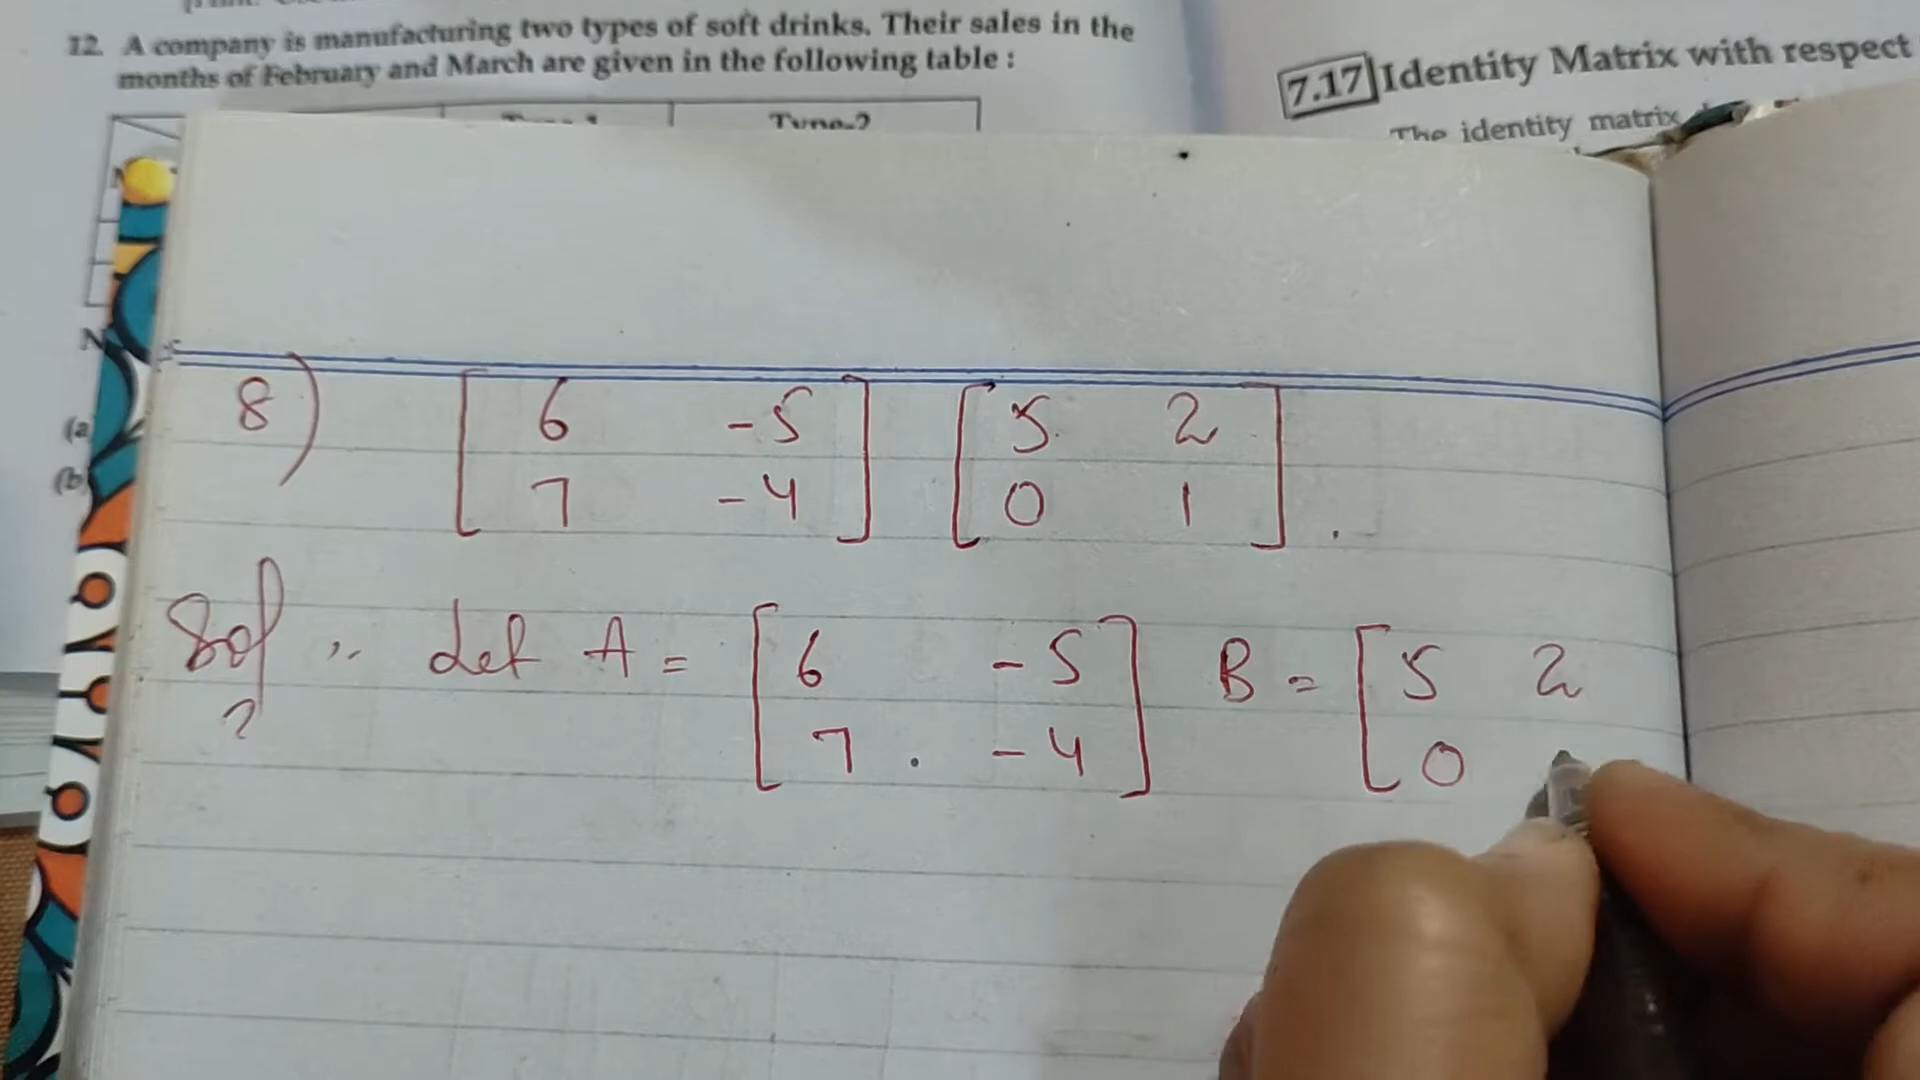 12. A company is manufacturing two types of soft drinks. Their sales in the
months of February and March are given in the following table :
Type-2
7.17 Identity Matrix with respect
The identity matrix
(a
(b)
8) [ 6 -5 ] [ 5 2 ]
[ 7 -4 ] [ 0 1 ] .
Sol :. Let A = [ 6 -5 ] B = [ 5 2
[ 7 . -4 ] [ 0